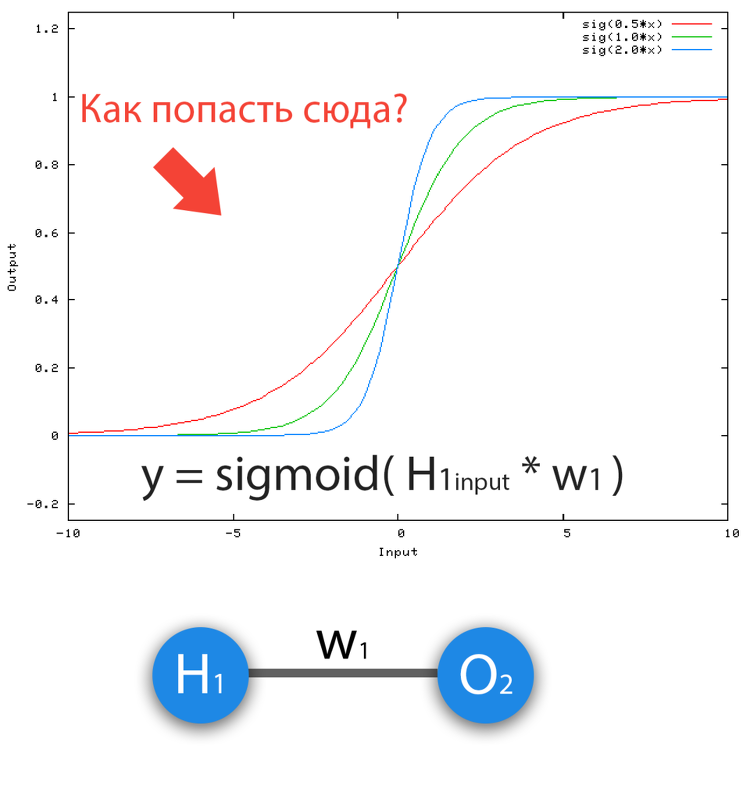 1.2
sig(0.5*x)
sig(1.0*x)
sig(2.0*x)
1
Как попасть сюда?
0.8
0.6
Output
0.4
0.2
0
y = sigmoid( H1input * w1 )
-0.2
-10 -5 0 5 10
Input
W1
H1 O2